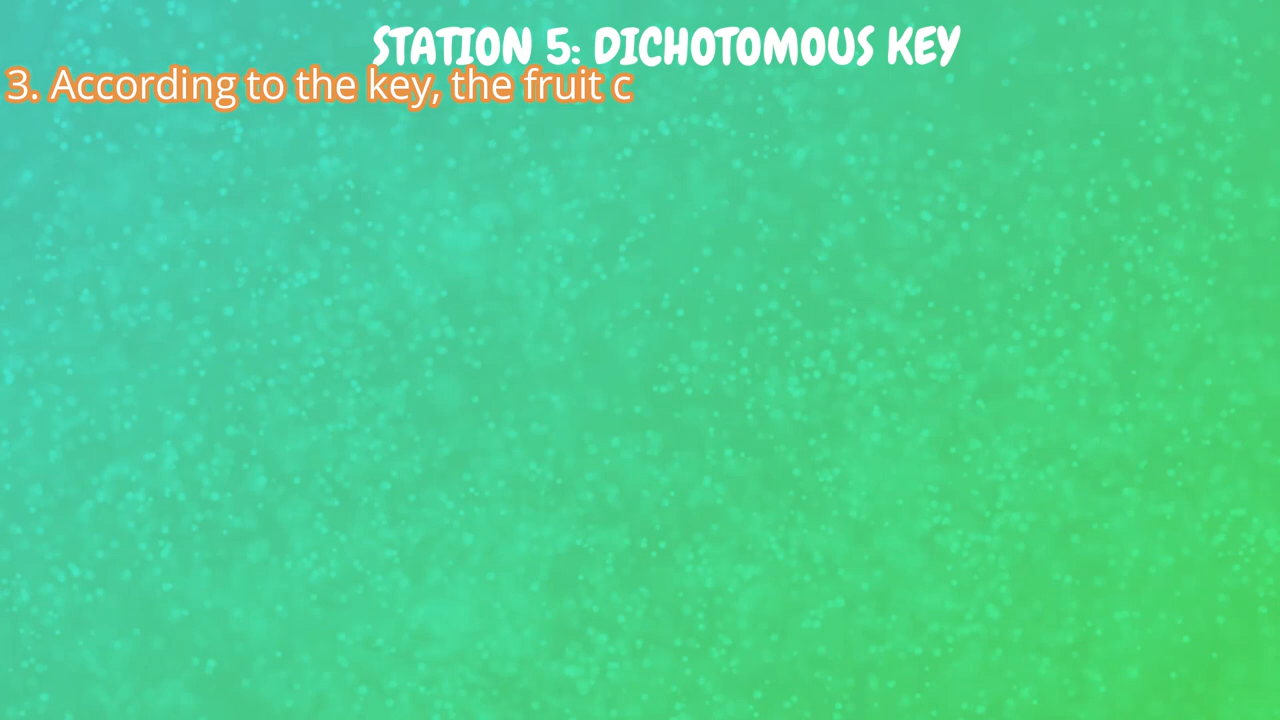 STATION 5: DICHOTOMOUS KEY
3. According to the key, the fruit c